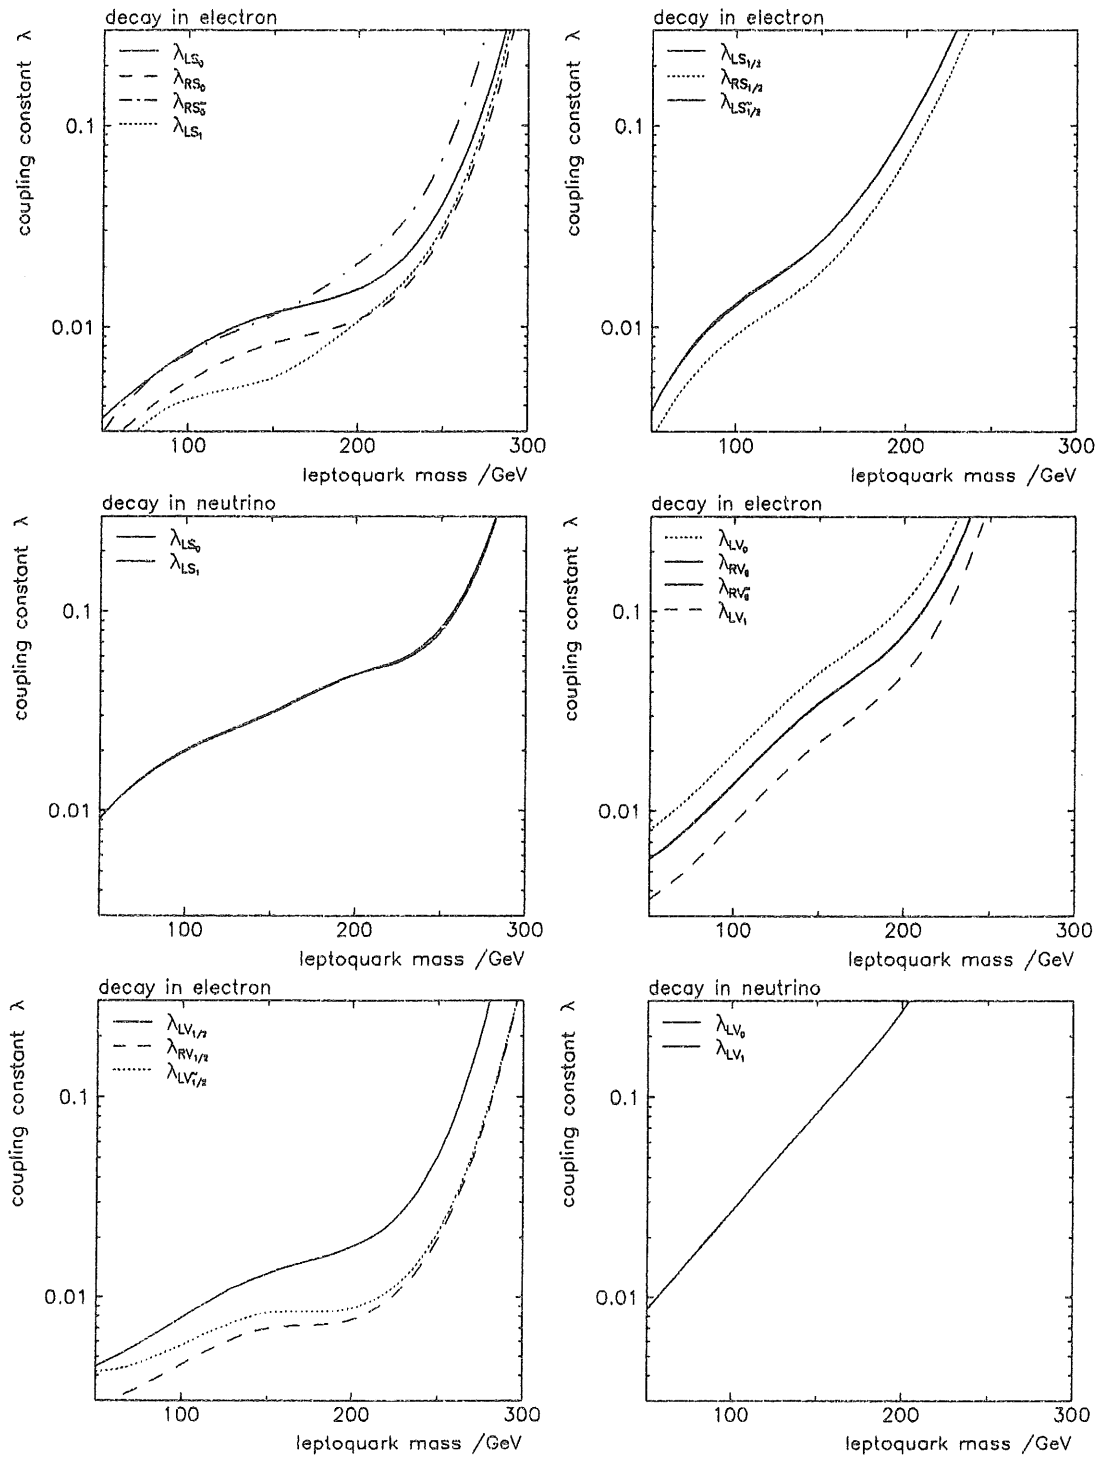 decay in electron
coupling constant λ
λLS₀
λRS₀
λRS̃₀
λLS₁
0.1
0.01
100
200
300
leptoquark mass /GeV
decay in electron
coupling constant λ
λLS₁/₂
λRS₁/₂
λLS̃₁/₂
0.1
0.01
100
200
300
leptoquark mass /GeV
decay in neutrino
coupling constant λ
λLS₀
λLS₁
0.1
0.01
100
200
300
leptoquark mass /GeV
decay in electron
coupling constant λ
λLV₀
λRV₀
λRṼ₀
λLV₁
0.1
0.01
100
200
300
leptoquark mass /GeV
decay in electron
coupling constant λ
λLV₁/₂
λRV₁/₂
λLṼ₁/₂
0.1
0.01
100
200
300
leptoquark mass /GeV
decay in neutrino
coupling constant λ
λLV₀
λLV₁
0.1
0.01
100
200
300
leptoquark mass /GeV